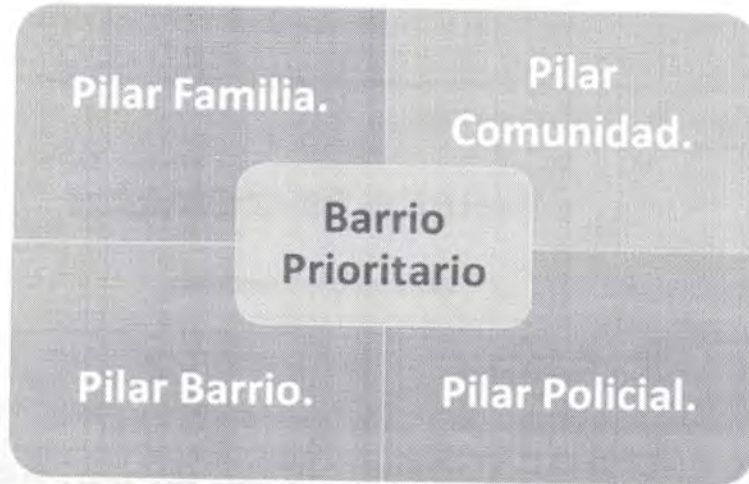 Pilar Familia.
Pilar
Comunidad.
Barrio
Prioritario
Pilar Barrio.
Pilar Policial.